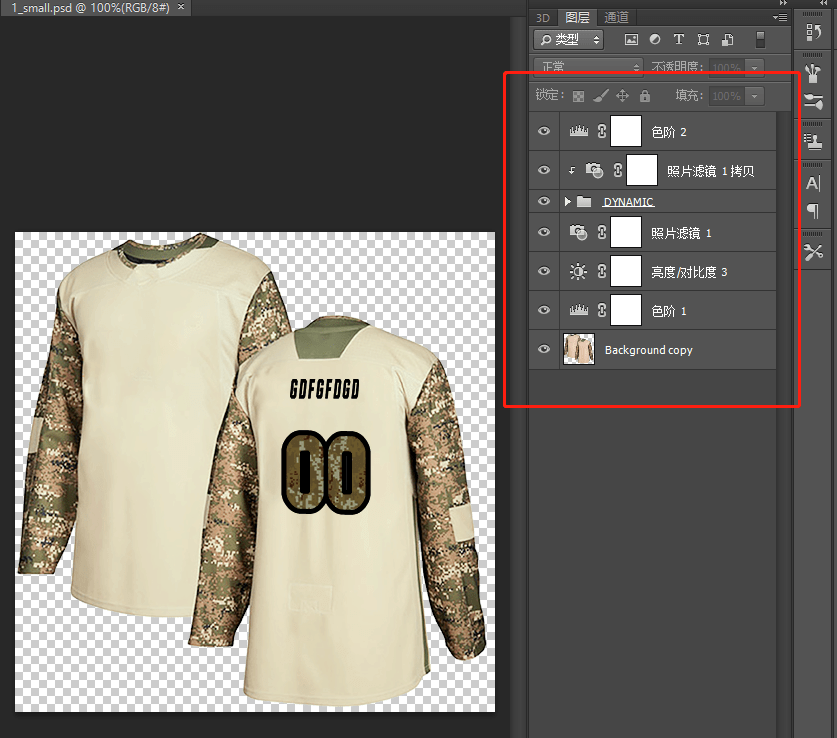 1_small.psd @ 100%(RGB/8#) ×
3D 图层 通道
类型
正常 不透明度: 100%
锁定: 填充: 100%
色阶 2
照片滤镜 1 拷贝
DYNAMIC
照片滤镜 1
亮度/对比度 3
色阶 1
Background copy
GDFGFDGD
00